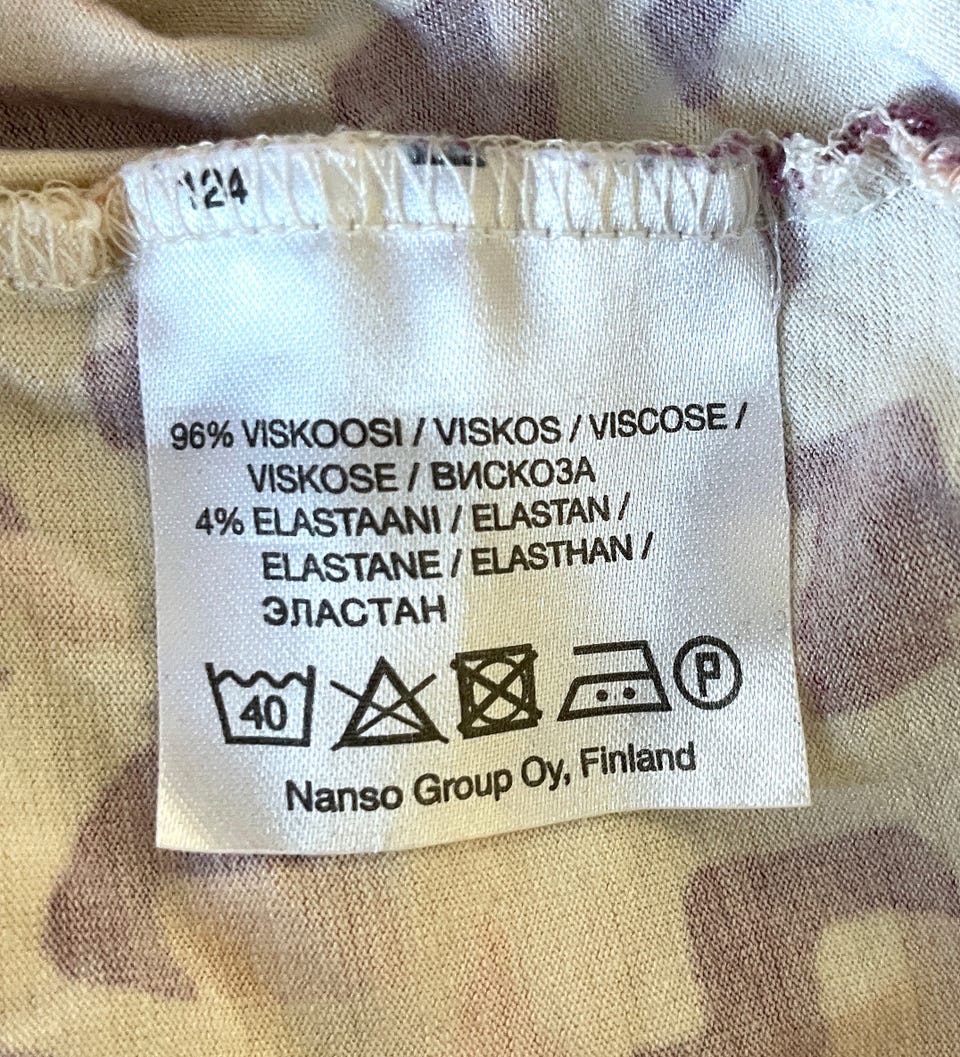 124
96% VISKOOSI / VISKOS / VISCOSE /
VISKOSE / ВИСКОЗА
4% ELASTAANI / ELASTAN /
ELASTANE / ELASTHAN /
ЭЛАСТАН
40
P
Nanso Group Oy, Finland